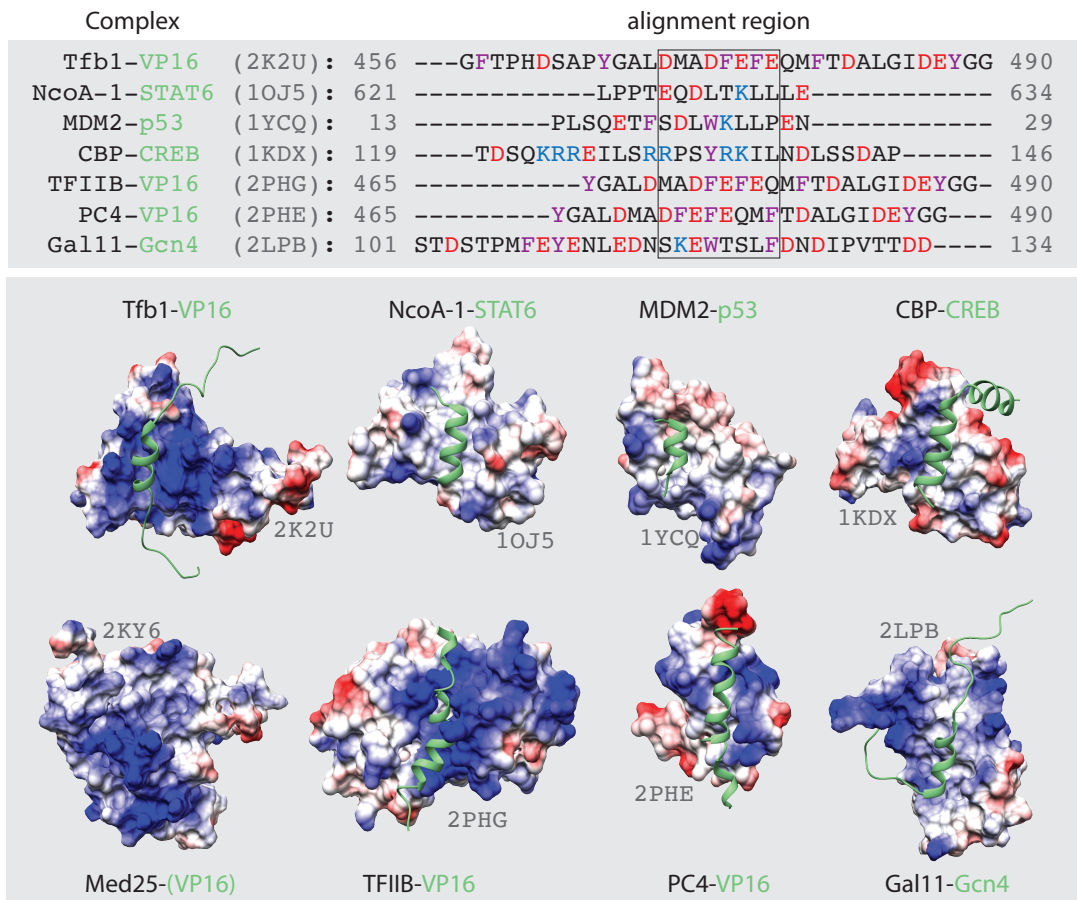 Complex alignment region
Tfb1-VP16 (2K2U): 456 ---GFTPHDSAPYGALDMADFEFEQMFTDALGIDEYGG 490
NcoA-1-STAT6 (1OJ5): 621 -----------LPPTEQDLTKLLLE----------- 634
MDM2-p53 (1YCQ): 13 ---------PLSQETFSDLWKLLPEN----------- 29
CBP-CREB (1KDX): 119 ----TDSQKRREILSRRPSYRKILNDLSSDAP------ 146
TFIIB-VP16 (2PHG): 465 -----------YGALDMADFEFEQMFTDALGIDEYGG- 490
PC4-VP16 (2PHE): 465 ---------YGALDMADFEFEQMFTDALGIDEYGG--- 490
Gal11-Gcn4 (2LPB): 101 STDSTPMFEYENLEDNSKEWTSLFDNDIPVTTDD---- 134
Tfb1-VP16 NcoA-1-STAT6 MDM2-p53 CBP-CREB
2K2U 1OJ5 1YCQ 1KDX
2KY6 2PHG 2PHE 2LPB
Med25-(VP16) TFIIB-VP16 PC4-VP16 Gal11-Gcn4